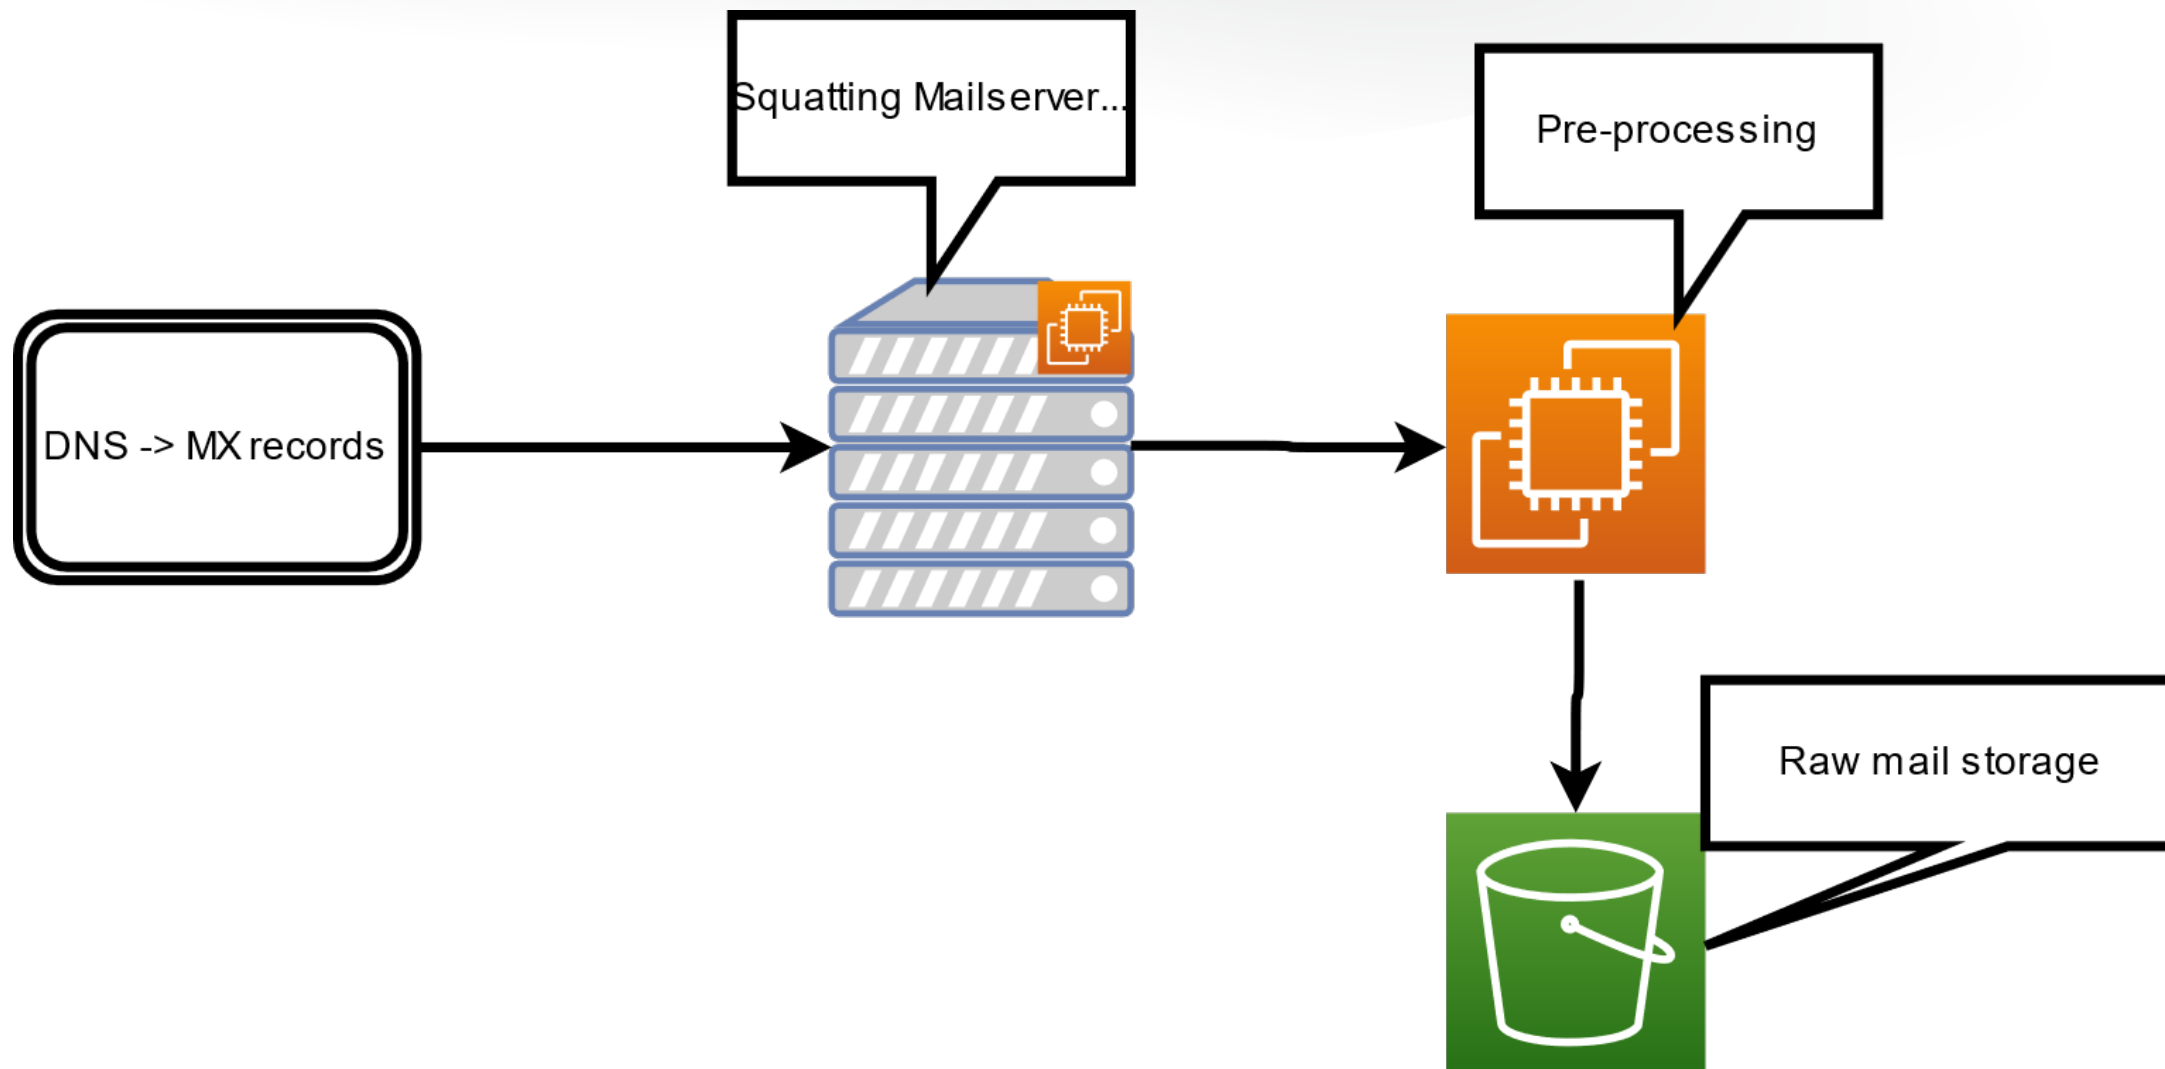 Squatting Mailserver...
Pre-processing
DNS -> MX records
Raw mail storage